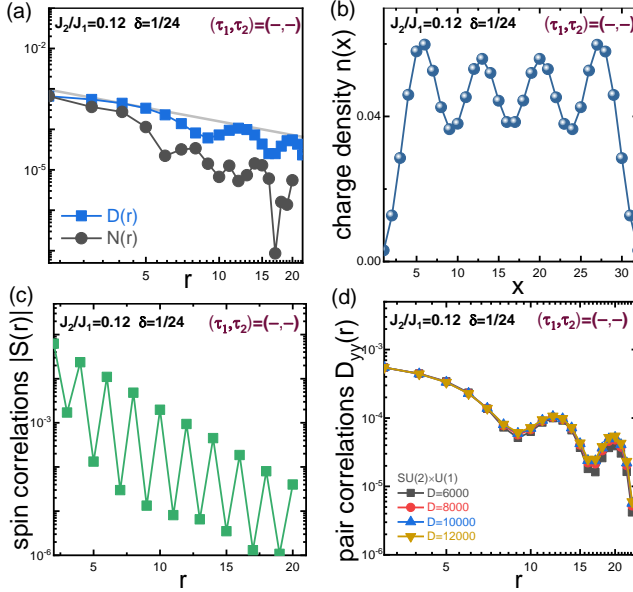 (a)
J2/J1=0.12 δ=1/24
(τ1,τ2)=(−,−)
10^-2
10^-5
D(r)
N(r)
5
10
15
20
r
(b)
J2/J1=0.12 δ=1/24
(τ1,τ2)=(−,−)
charge density n(x)
0.04
0.00
5
10
15
20
25
30
x
(c)
J2/J1=0.12 δ=1/24
(τ1,τ2)=(−,−)
spin correlations |S(r)|
10^-3
10^-6
5
10
15
20
r
(d)
J2/J1=0.12 δ=1/24
(τ1,τ2)=(−,−)
pair correlations Dyy(r)
10^-3
10^-4
10^-5
10^-6
SU(2)×U(1)
D=6000
D=8000
D=10000
D=12000
5
10
15
20
r